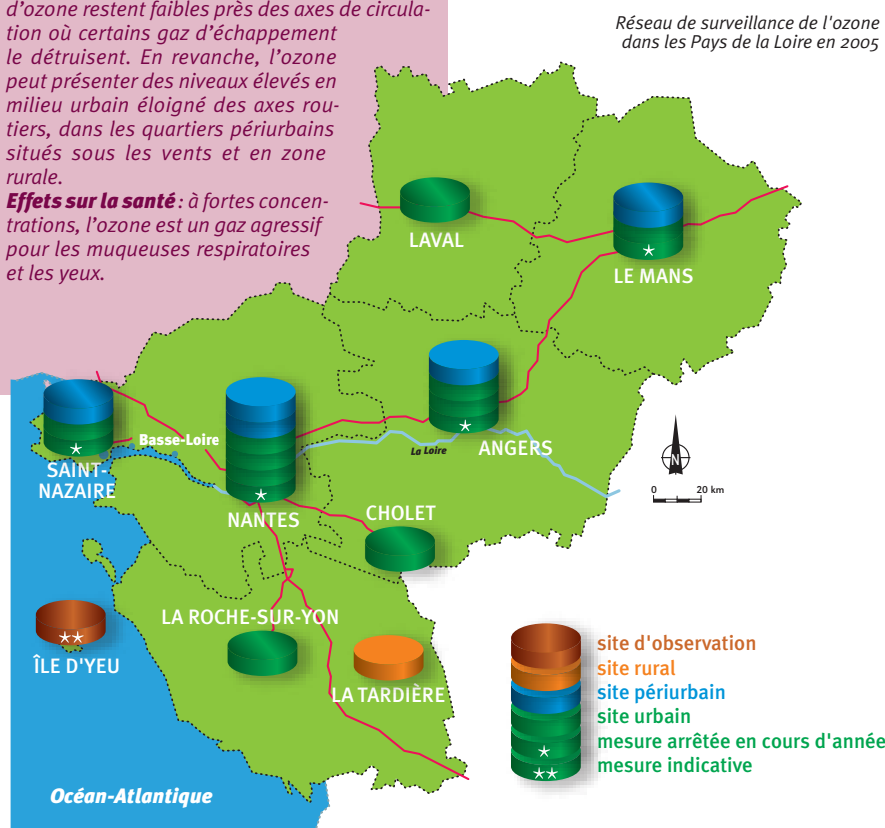 d'ozone restent faibles près des axes de circula-
tion où certains gaz d'échappement
le détruisent. En revanche, l'ozone
peut présenter des niveaux élevés en
milieu urbain éloigné des axes rou-
tiers, dans les quartiers périurbains
situés sous les vents et en zone
rurale.
Effets sur la santé : à fortes concen-
trations, l'ozone est un gaz agressif
pour les muqueuses respiratoires
et les yeux.
Réseau de surveillance de l'ozone
dans les Pays de la Loire en 2005
LAVAL
LE MANS
Basse-Loire
La Loire
ANGERS
SAINT-
NAZAIRE
NANTES
CHOLET
N
0 20 km
LA ROCHE-SUR-YON
ÎLE D'YEU
LA TARDIÈRE
site d'observation
site rural
site périurbain
site urbain
mesure arrêtée en cours d'année
mesure indicative
Océan-Atlantique